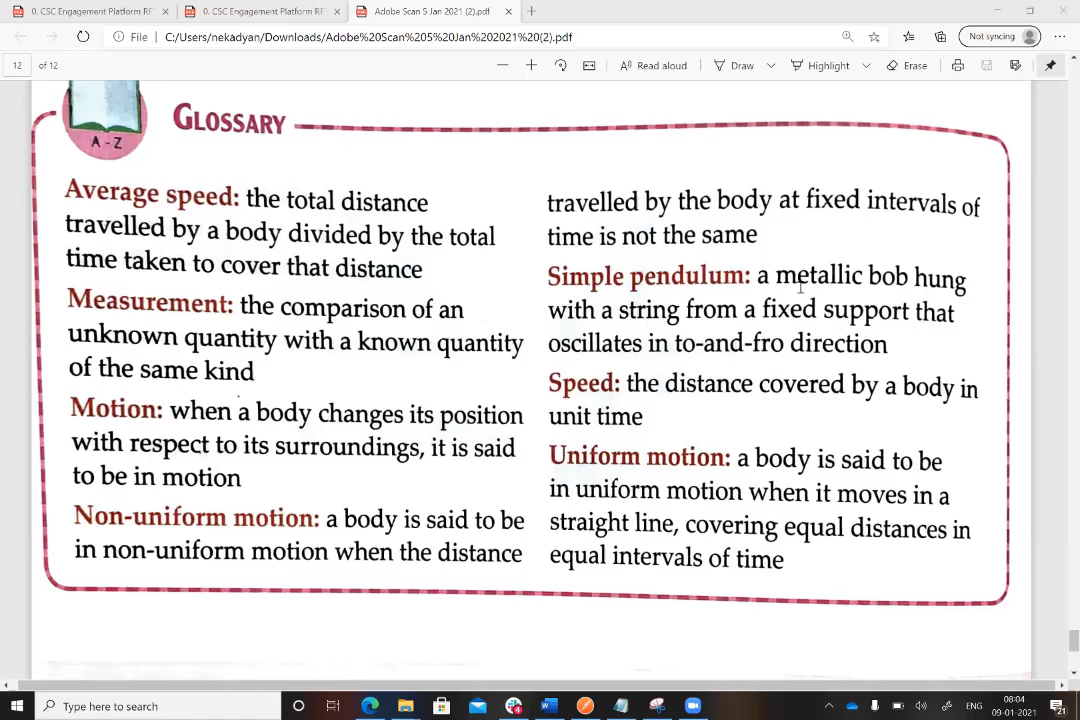 0. CSC Engagement Platform RF
0. CSC Engagement Platform RF
Adobe Scan 5 Jan 2021 (2).pdf
File
C:/Users/nekadyan/Downloads/Adobe%20Scan%205%20Jan%202021%20(2).pdf
Not syncing
12 of 12
Read aloud
Draw
Highlight
Erase
A - Z
GLOSSARY
Average speed: the total distance
travelled by a body divided by the total
time taken to cover that distance
Measurement: the comparison of an
unknown quantity with a known quantity
of the same kind
Motion: when a body changes its position
with respect to its surroundings, it is said
to be in motion
Non-uniform motion: a body is said to be
in non-uniform motion when the distance
travelled by the body at fixed intervals of
time is not the same
Simple pendulum: a metallic bob hung
with a string from a fixed support that
oscillates in to-and-fro direction
Speed: the distance covered by a body in
unit time
Uniform motion: a body is said to be
in uniform motion when it moves in a
straight line, covering equal distances in
equal intervals of time
Type here to search
ENG
08:04
09-01-2021
21